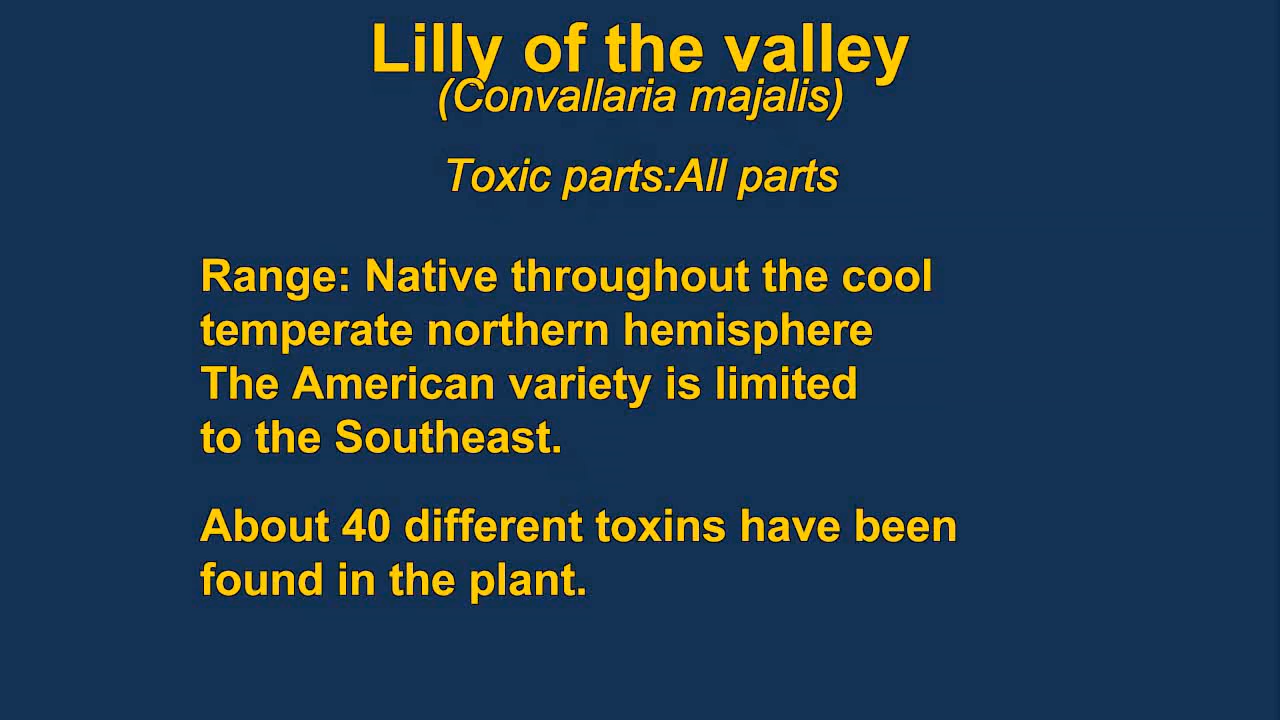 Lilly of the valley
(Convallaria majalis)
Toxic parts:All parts
Range: Native throughout the cool
temperate northern hemisphere
The American variety is limited
to the Southeast.
About 40 different toxins have been
found in the plant.